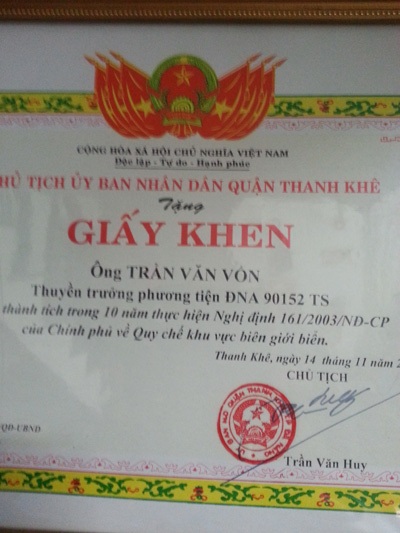 CỘNG HÒA XÃ HỘI CHỦ NGHĨA VIỆT NAM
Độc lập - Tự do - Hạnh phúc
HỦ TỊCH ỦY BAN NHÂN DÂN QUẬN THANH KHÊ
Tặng
GIẤY KHEN
Ông TRẦN VĂN VÓN
Thuyền trưởng phương tiện ĐNA 90152 TS
thành tích trong 10 năm thực hiện Nghị định 161/2003/NĐ-CP
của Chính phủ về Quy chế khu vực biên giới biển.
Thanh Khê, ngày 14 tháng 11 năm 2
CHỦ TỊCH
QĐ-UBND
Trần Văn Huy